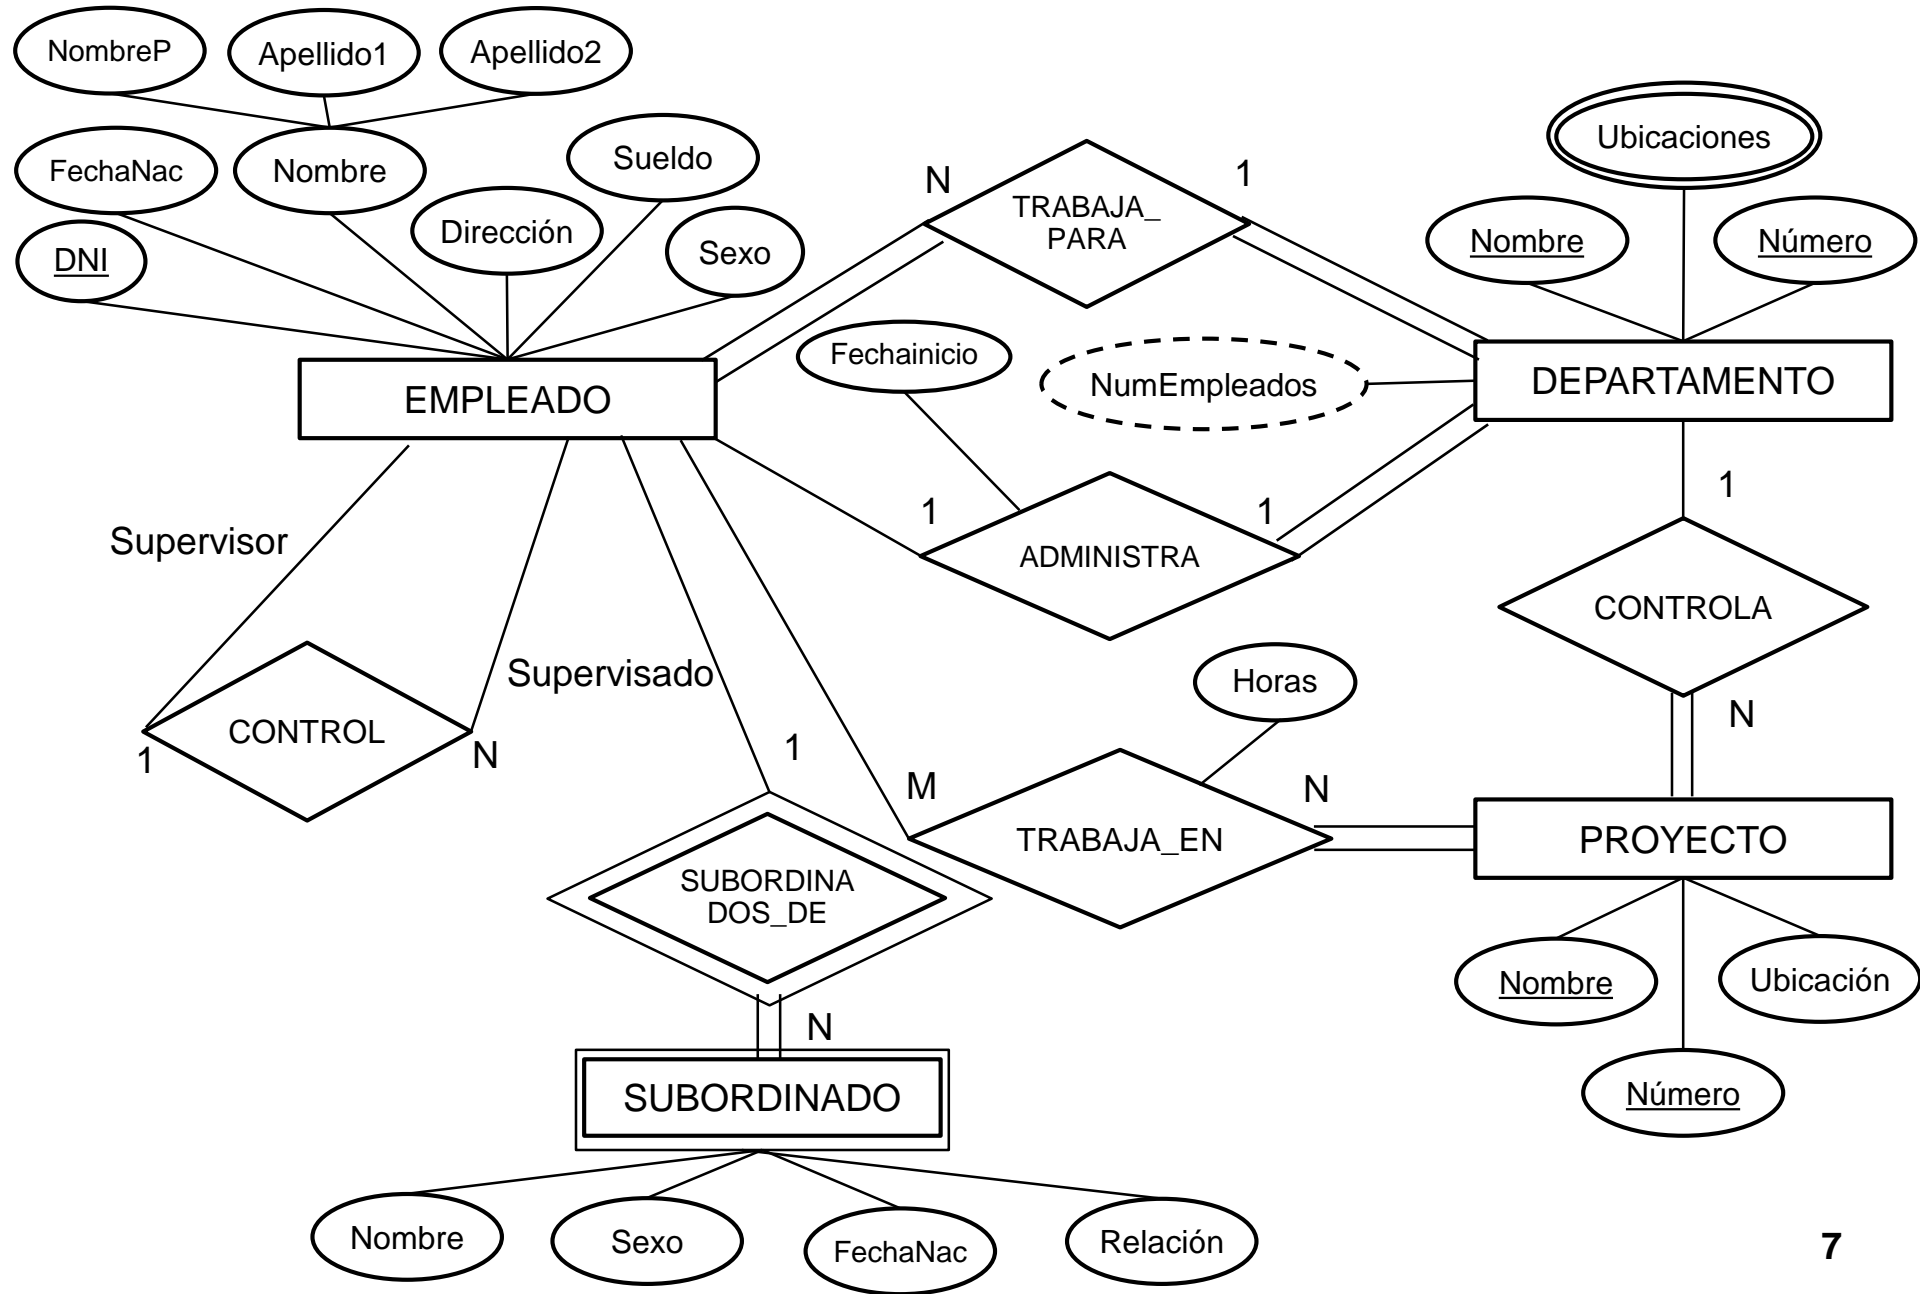 NombreP
Apellido1
Apellido2
FechaNac
Nombre
Sueldo
Ubicaciones
DNI
Dirección
Sexo
N
TRABAJA_
PARA
1
Nombre
Número
Fechainicio
NumEmpleados
EMPLEADO
DEPARTAMENTO
1
1
1
ADMINISTRA
Supervisor
CONTROLA
Supervisado
Horas
CONTROL
1
N
1
N
M
N
TRABAJA_EN
PROYECTO
SUBORDINA
DOS_DE
Nombre
Ubicación
N
SUBORDINADO
Número
Nombre
Sexo
FechaNac
Relación
7